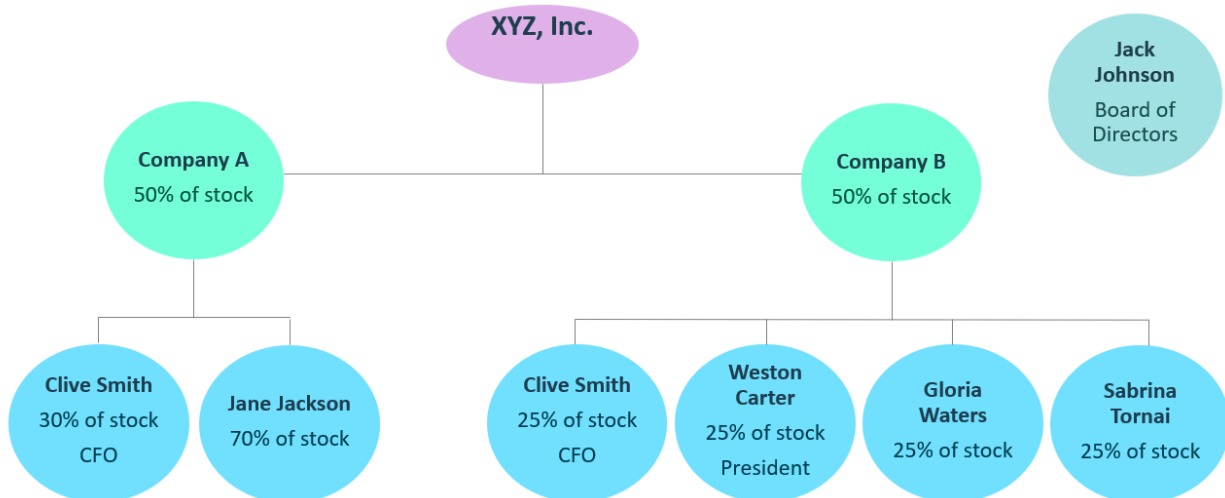 XYZ, Inc.
Jack
Johnson
Board of
Directors
Company A
50% of stock
Company B
50% of stock
Clive Smith
30% of stock
CFO
Jane Jackson
70% of stock
Clive Smith
25% of stock
CFO
Weston
Carter
25% of stock
President
Gloria
Waters
25% of stock
Sabrina
Tornai
25% of stock